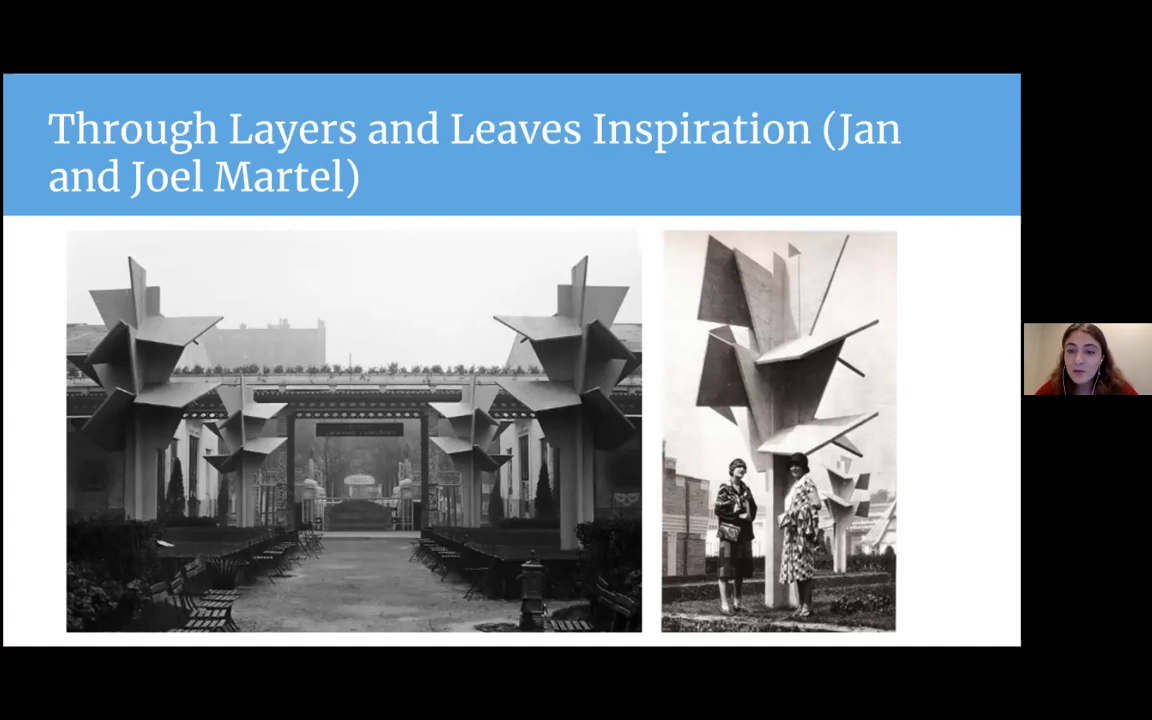 Through Layers and Leaves Inspiration (Jan
and Joel Martel)